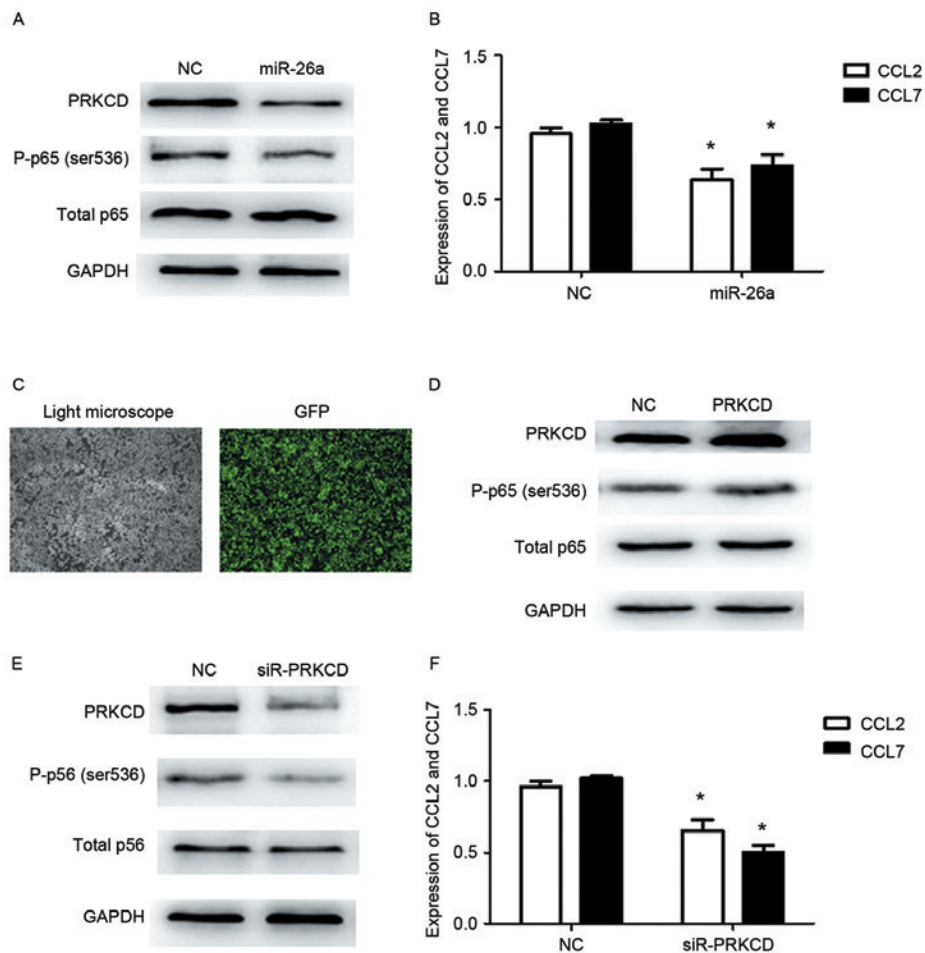 A
NC miR-26a
PRKCD
P-p65 (ser536)
Total p65
GAPDH
B
Expression of CCL2 and CCL7
1.5
1.0
0.5
0.0
* *
NC miR-26a
CCL2
CCL7
C
Light microscope GFP
D
NC PRKCD
PRKCD
P-p65 (ser536)
Total p65
GAPDH
E
NC siR-PRKCD
PRKCD
P-p56 (ser536)
Total p56
GAPDH
F
Expression of CCL2 and CCL7
1.5
1.0
0.5
0.0
* *
NC siR-PRKCD
CCL2
CCL7